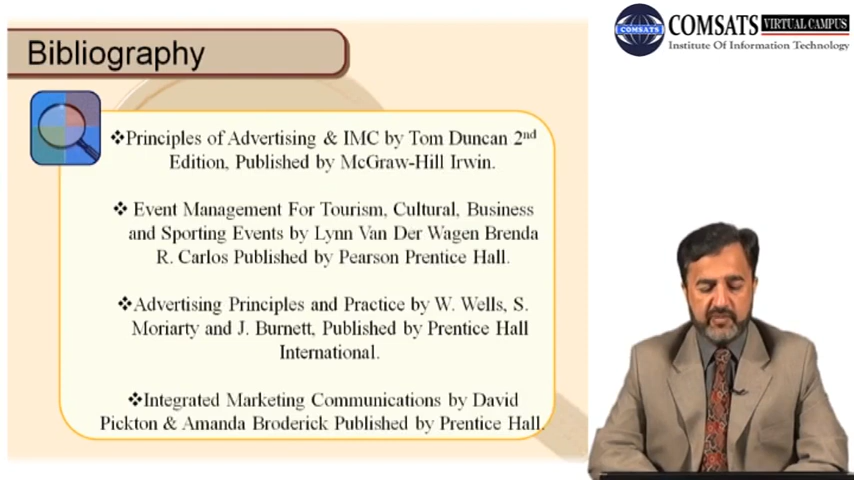 Bibliography
COMSATS
COMSATS VIRTUAL CAMPUS
Institute Of Information Technology
❖Principles of Advertising & IMC by Tom Duncan 2nd
Edition, Published by McGraw-Hill Irwin.
❖ Event Management For Tourism, Cultural, Business
and Sporting Events by Lynn Van Der Wagen Brenda
R. Carlos Published by Pearson Prentice Hall.
❖Advertising Principles and Practice by W. Wells, S.
Moriarty and J. Burnett, Published by Prentice Hall
International.
❖Integrated Marketing Communications by David
Pickton & Amanda Broderick Published by Prentice Hall.